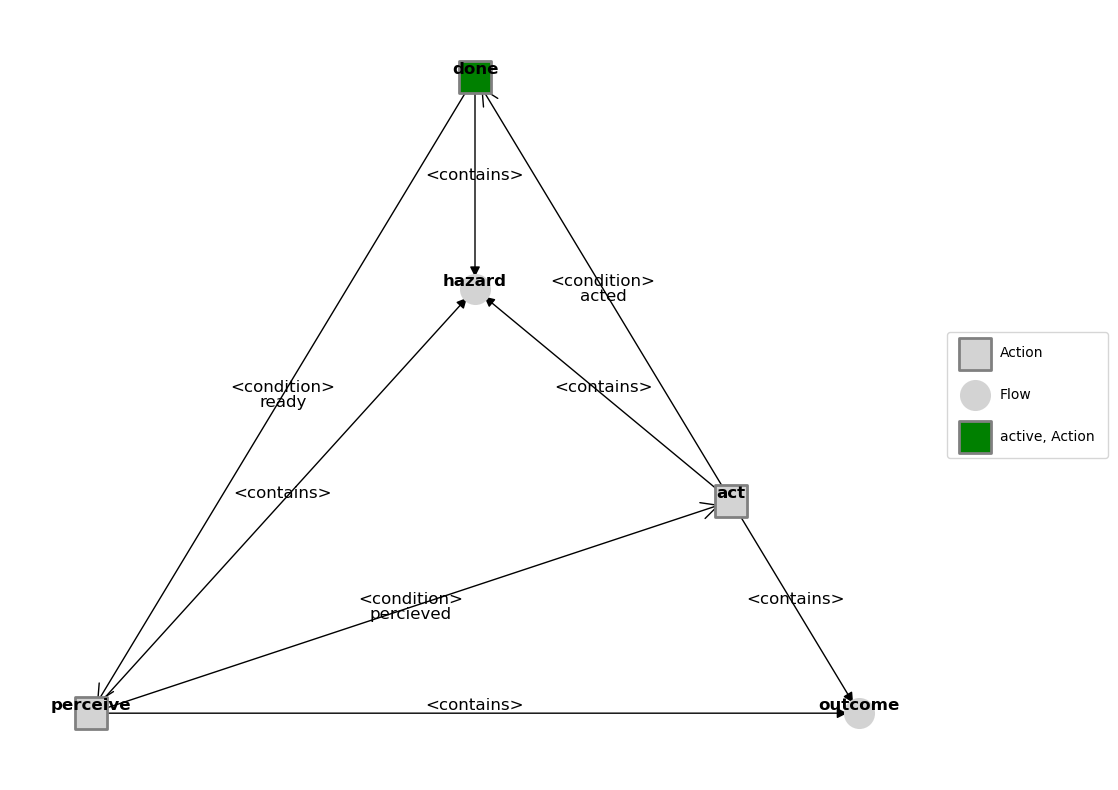 done
<contains>
hazard
<condition>
acted
<condition>
ready
<contains>
<contains>
act
<condition>
percieved
<contains>
perceive
<contains>
outcome
Action
Flow
active, Action